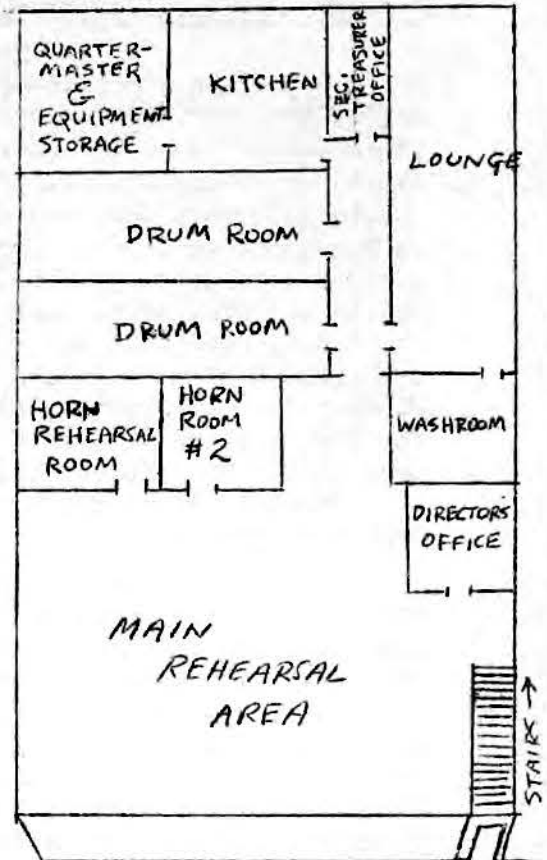 QUARTER-
MASTER
&
EQUIPMENT
STORAGE
KITCHEN
SEC.
TREASURER
OFFICE
LOUNGE
DRUM ROOM
DRUM ROOM
HORN
REHEARSAL
ROOM
HORN
ROOM
#2
WASHROOM
DIRECTORS
OFFICE
MAIN
REHEARSAL
AREA
STAIRS →